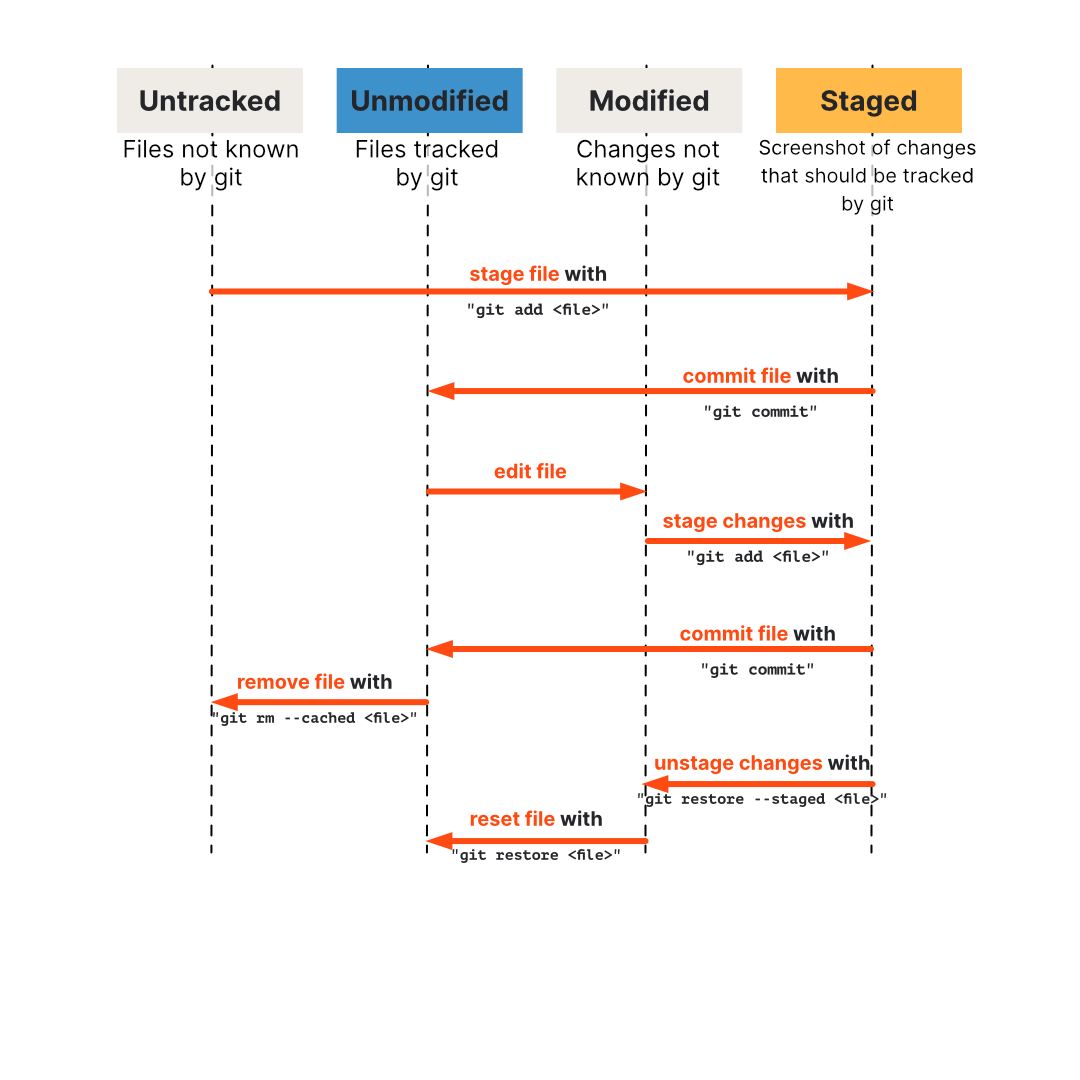 Untracked
Unmodified
Modified
Staged
Files not known
by git
Files tracked
by git
Changes not
known by git
Screenshot of changes
that should be tracked
by git
stage file with
"git add <file>"
commit file with
"git commit"
edit file
stage changes with
"git add <file>"
commit file with
"git commit"
remove file with
"git rm --cached <file>"
unstage changes with
"git restore --staged <file>"
reset file with
"git restore <file>"